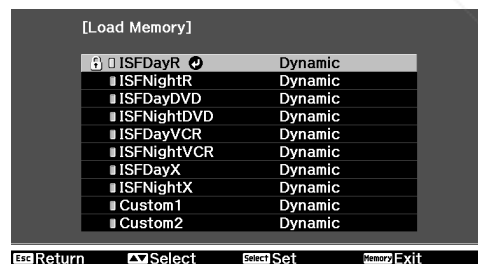 [Load Memory]
ISFDayR Dynamic
ISFNightR Dynamic
ISFDayDVD Dynamic
ISFNightDVD Dynamic
ISFDayVCR Dynamic
ISFNightVCR Dynamic
ISFDayX Dynamic
ISFNightX Dynamic
Custom1 Dynamic
Custom2 Dynamic
Esc Return Select Select Set Memory Exit